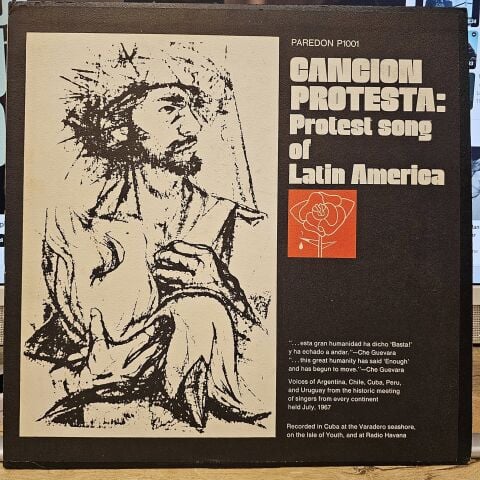 PAREDON P1001
CANCION
PROTESTA:
Protest song
of
Latin America
"...esta gran humanidad ha dicho 'Basta!'
y ha echado a andar."—Che Guevara
"...this great humanity has said 'Enough'
and has begun to move."—Che Guevara
Voices of Argentina, Chile, Cuba, Peru,
and Uruguay from the historic meeting
of singers from every continent
held July, 1967
Recorded in Cuba at the Varadero seashore,
on the Isle of Youth, and at Radio Havana